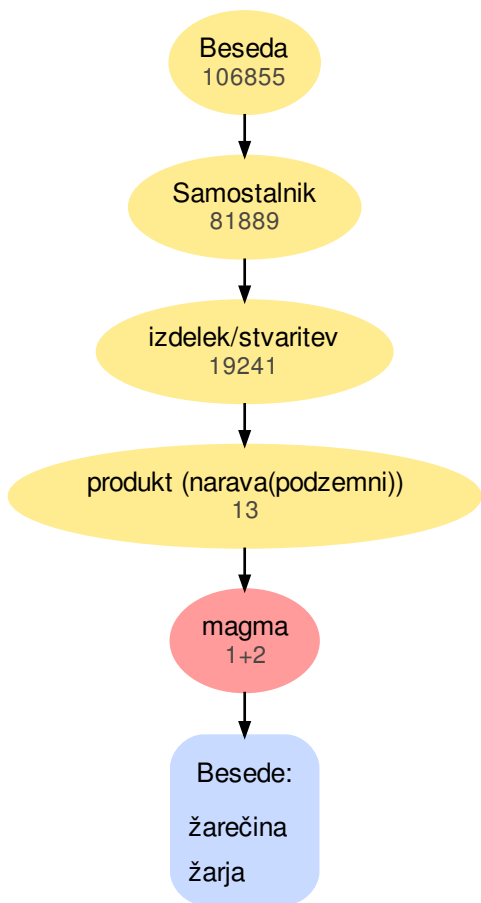 Beseda
106855
Samostalnik
81889
izdelek/stvaritev
19241
produkt (narava(podzemni))
13
magma
1+2
Besede:
žarečina
žarja